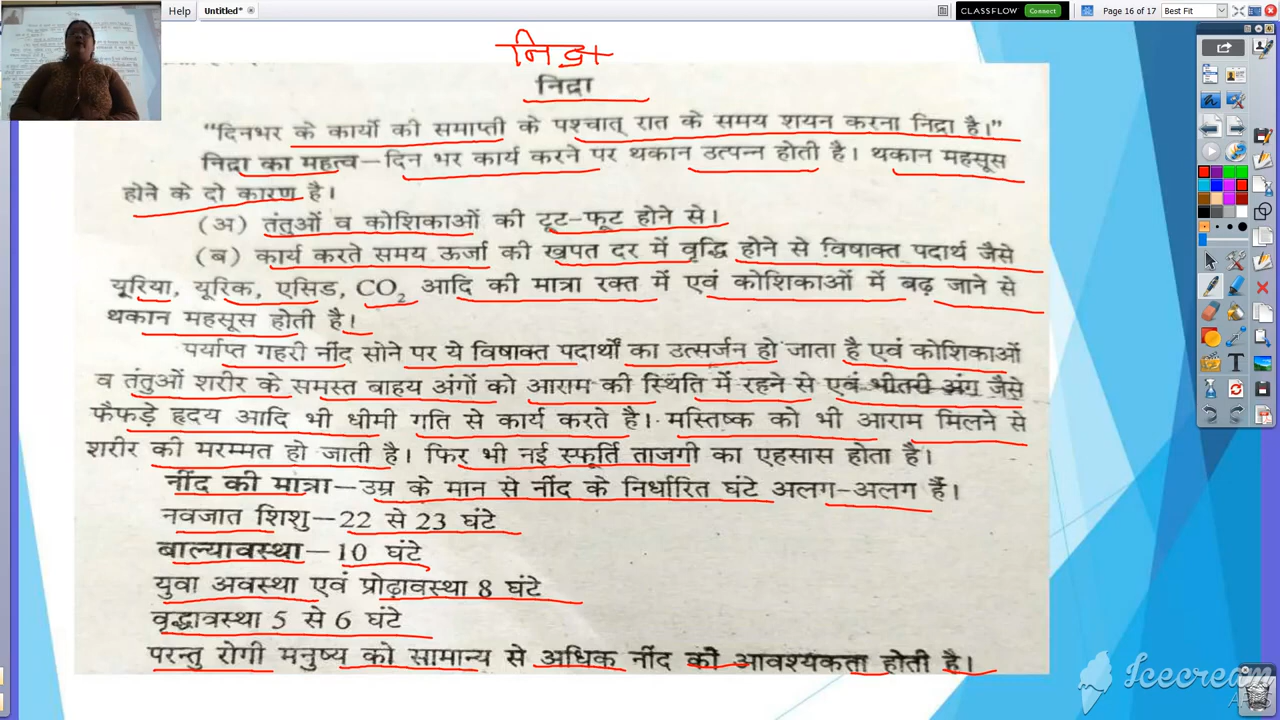 Help Untitled* CLASSFLOW Connect Page 16 of 17 Best Fit
निद्रा
निद्रा
“दिनभर के कार्यो की समाप्ती के पश्चात् रात के समय शयन करना निद्रा है।”
निद्रा का महत्व–दिन भर कार्य करने पर थकान उत्पन्न होती है। थकान महसूस
होने के दो कारण है।
(अ) तंतुओं व कोशिकाओं की टूट-फूट होने से।
(ब) कार्य करते समय ऊर्जा की खपत दर में वृद्धि होने से विषाक्त पदार्थ जैसे
यूरिया, यूरिक, एसिड, CO₂ आदि की मात्रा रक्त में एवं कोशिकाओं में बढ़ जाने से
थकान महसूस होती है।
पर्याप्त गहरी नींद सोने पर ये विषाक्त पदार्थों का उत्सर्जन हो जाता है एवं कोशिकाओं
व तंतुओं शरीर के समस्त बाहय अंगों को आराम की स्थिति में रहने से एवं भीतरी अंग जैसे
फैफड़े हृदय आदि भी धीमी गति से कार्य करते है। मस्तिष्क को भी आराम मिलने से
शरीर की मरम्मत हो जाती है। फिर भी नई स्फूर्ति ताजगी का एहसास होता है।
नींद की मात्रा–उम्र के मान से नींद के निर्धारित घंटे अलग-अलग हैं।
नवजात शिशु–22 से 23 घंटे
बाल्यावस्था–10 घंटे
युवा अवस्था एवं प्रोढ़ावस्था 8 घंटे
वृद्धावस्था 5 से 6 घंटे
परन्तु रोगी मनुष्य को सामान्य से अधिक नींद की आवश्यकता होती है।
Icecream
APPS